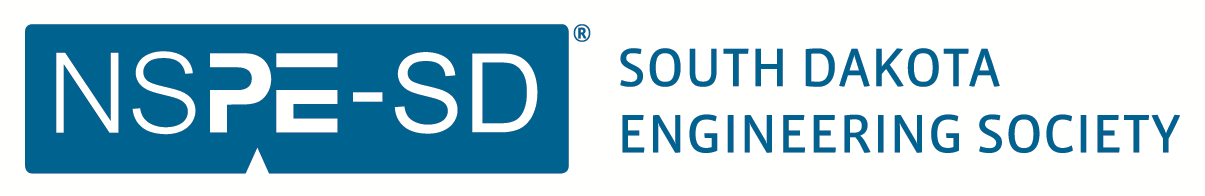 NSPE-SD®
SOUTH DAKOTA
ENGINEERING SOCIETY